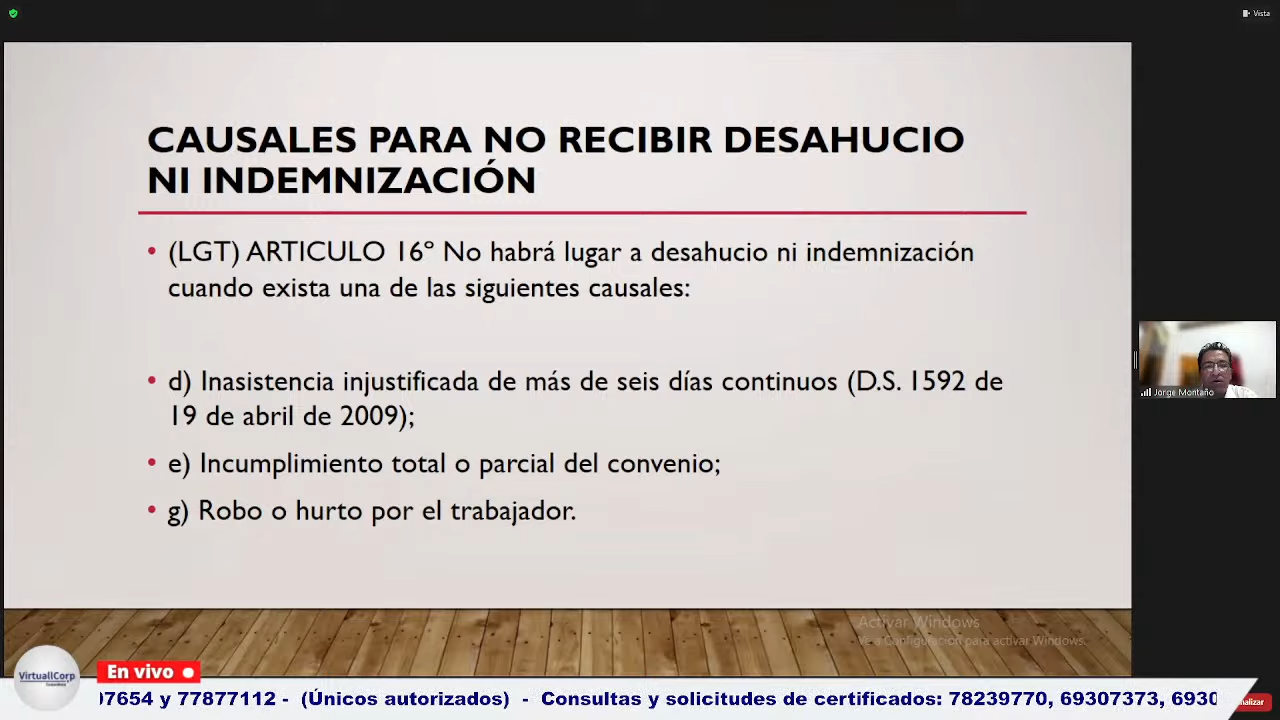 Vista
CAUSALES PARA NO RECIBIR DESAHUCIO
NI INDEMNIZACIÓN
• (LGT) ARTICULO 16º No habrá lugar a desahucio ni indemnización
cuando exista una de las siguientes causales:
• d) Inasistencia injustificada de más de seis días continuos (D.S. 1592 de
19 de abril de 2009);
• e) Incumplimiento total o parcial del convenio;
• g) Robo o hurto por el trabajador.
Jorge Montaño
Activar Windows
Ve a Configuración para activar Windows.
VirtuallCorp
En vivo
97654 y 77877112 - (Únicos autorizados) - Consultas y solicitudes de certificados: 78239770, 69307373, 6930